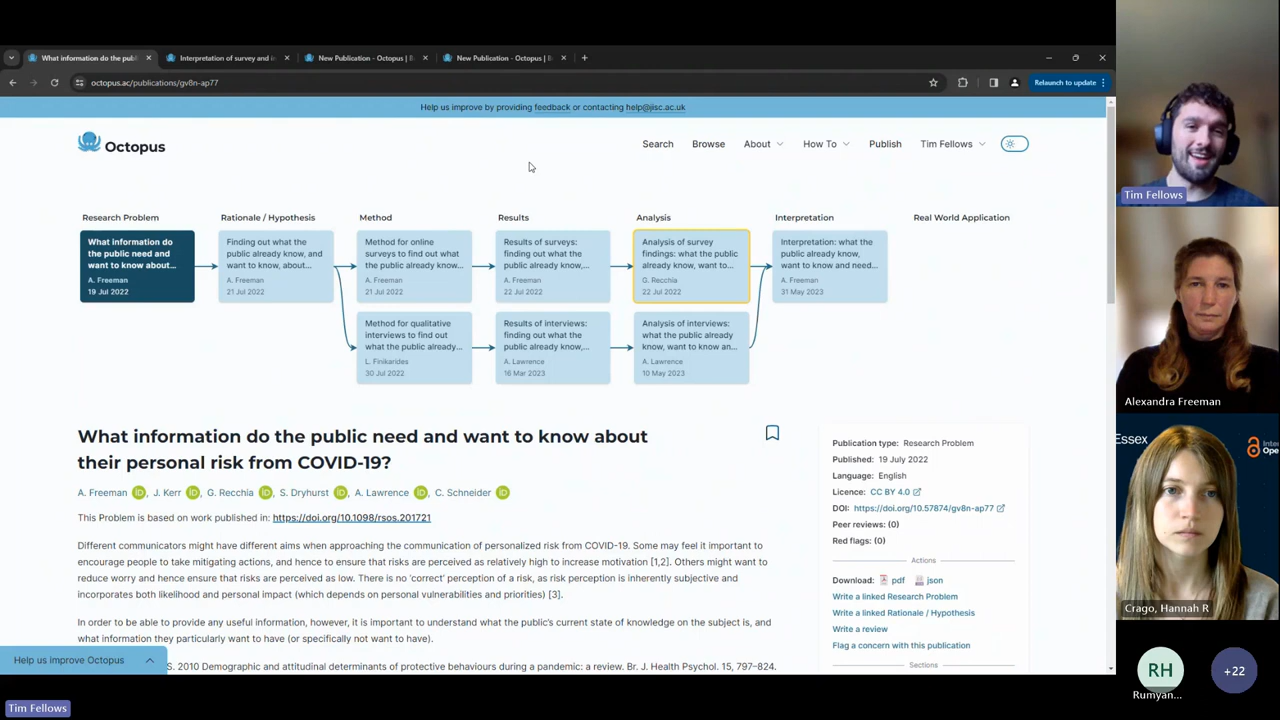 What information do the publ
Interpretation of survey and in
New Publication - Octopus | B
New Publication - Octopus | B
octopus.ac/publications/gv8n-ap77
Relaunch to update
Help us improve by providing feedback or contacting help@jisc.ac.uk
Octopus
Search
Browse
About
How To
Publish
Tim Fellows
Research Problem
Rationale / Hypothesis
Method
Results
Analysis
Interpretation
Real World Application
What information do
the public need and
want to know about...
A. Freeman
19 Jul 2022
Finding out what the
public already know, and
want to know, about...
A. Freeman
21 Jul 2022
Method for online
surveys to find out what
the public already know...
A. Freeman
21 Jul 2022
Results of surveys:
finding out what the
public already know,...
A. Freeman
22 Jul 2022
Analysis of survey
findings: what the public
already know, want to...
G. Recchia
22 Jul 2022
Interpretation: what the
public already know,
want to know and need...
A. Freeman
31 May 2023
Method for qualitative
interviews to find out
what the public already...
L. Finikarides
30 Jul 2022
Results of interviews:
finding out what the
public already know,...
A. Lawrence
16 Mar 2023
Analysis of interviews:
what the public already
know, want to know an...
A. Lawrence
10 May 2023
What information do the public need and want to know about
their personal risk from COVID-19?
A. Freeman iD, J. Kerr iD, G. Recchia iD, S. Dryhurst iD, A. Lawrence iD, C. Schneider iD
This Problem is based on work published in: https://doi.org/10.1098/rsos.201721
Different communicators might have different aims when approaching the communication of personalized risk from COVID-19. Some may feel it important to
encourage people to take mitigating actions, and hence to ensure that risks are perceived as relatively high to increase motivation [1,2]. Others might want to
reduce worry and hence ensure that risks are perceived as low. There is no 'correct' perception of a risk, as risk perception is inherently subjective and
incorporates both likelihood and personal impact (which depends on personal vulnerabilities and priorities) [3].
In order to be able to provide any useful information, however, it is important to understand what the public's current state of knowledge on the subject is, and
what information they particularly want to have (or specifically not want to have).
S. 2010 Demographic and attitudinal determinants of protective behaviours during a pandemic: a review. Br. J. Health Psychol. 15, 797–824.
Publication type: Research Problem
Published: 19 July 2022
Language: English
Licence: CC BY 4.0
DOI: https://doi.org/10.57874/gv8n-ap77
Peer reviews: (0)
Red flags: (0)
Actions
Download: pdf json
Write a linked Research Problem
Write a linked Rationale / Hypothesis
Write a review
Flag a concern with this publication
Sections
Help us improve Octopus
Tim Fellows
Tim Fellows
Alexandra Freeman
Essex
Ope
Crago, Hannah R
RH
Rumyan...
+22